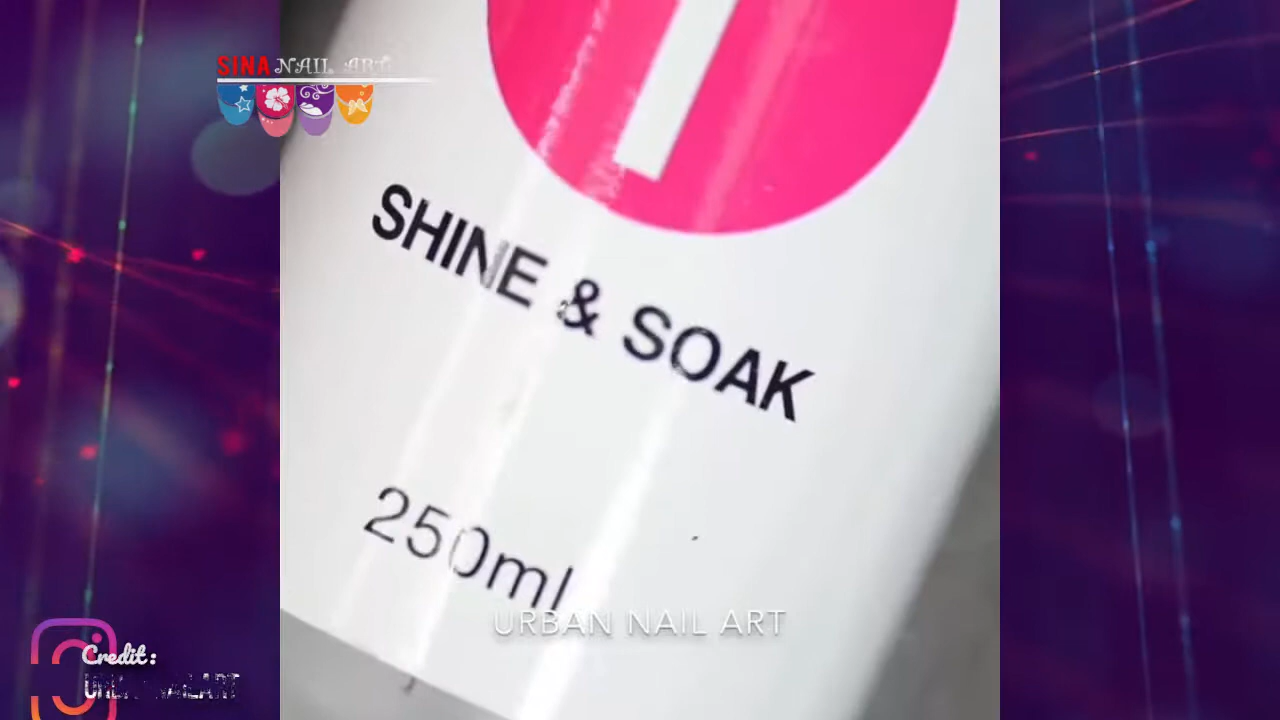 SINA NAIL ART
SHINE & SOAK
250ml
URBAN NAIL ART
Credit: